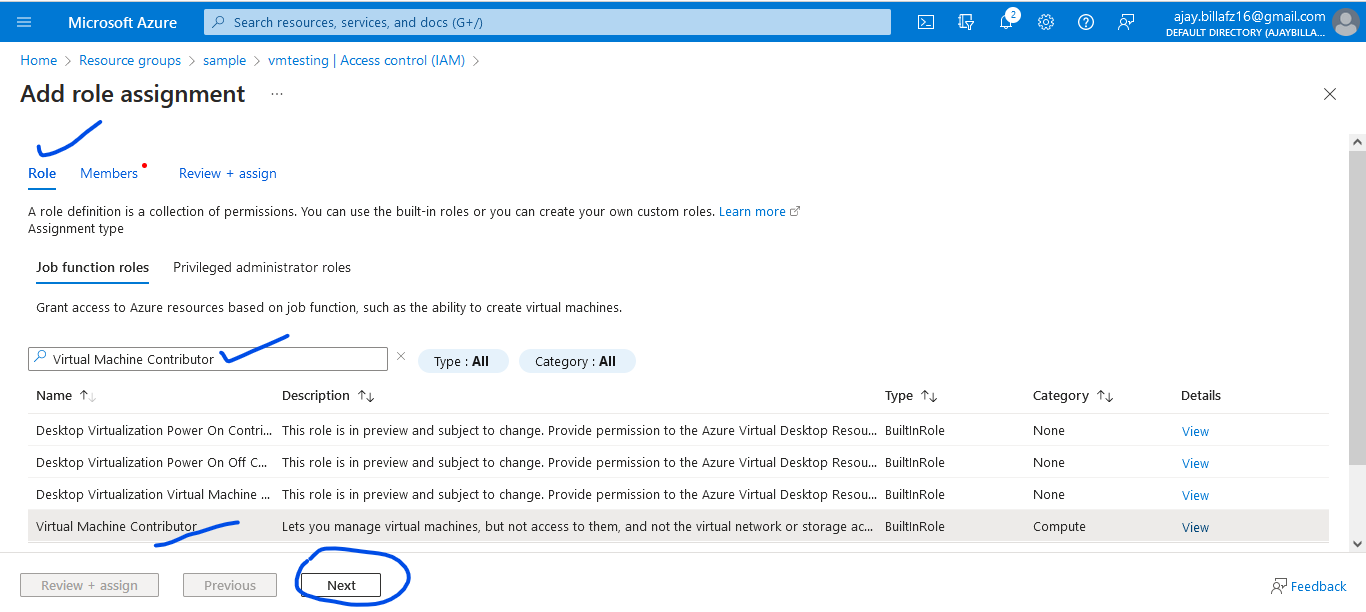 Microsoft Azure
Search resources, services, and docs (G+/)
2
ajay.billafz16@gmail.com
DEFAULT DIRECTORY (AJAYBILLA...
Home > Resource groups > sample > vmtesting | Access control (IAM) >
Add role assignment ...
Role Members Review + assign
A role definition is a collection of permissions. You can use the built-in roles or you can create your own custom roles. Learn more
Assignment type
Job function roles Privileged administrator roles
Grant access to Azure resources based on job function, such as the ability to create virtual machines.
Virtual Machine Contributor Type : All Category : All
Name Description Type Category Details
Desktop Virtualization Power On Contri... This role is in preview and subject to change. Provide permission to the Azure Virtual Desktop Resou... BuiltInRole None View
Desktop Virtualization Power On Off C... This role is in preview and subject to change. Provide permission to the Azure Virtual Desktop Resou... BuiltInRole None View
Desktop Virtualization Virtual Machine ... This role is in preview and subject to change. Provide permission to the Azure Virtual Desktop Resou... BuiltInRole None View
Virtual Machine Contributor Lets you manage virtual machines, but not access to them, and not the virtual network or storage ac... BuiltInRole Compute View
Review + assign Previous Next Feedback